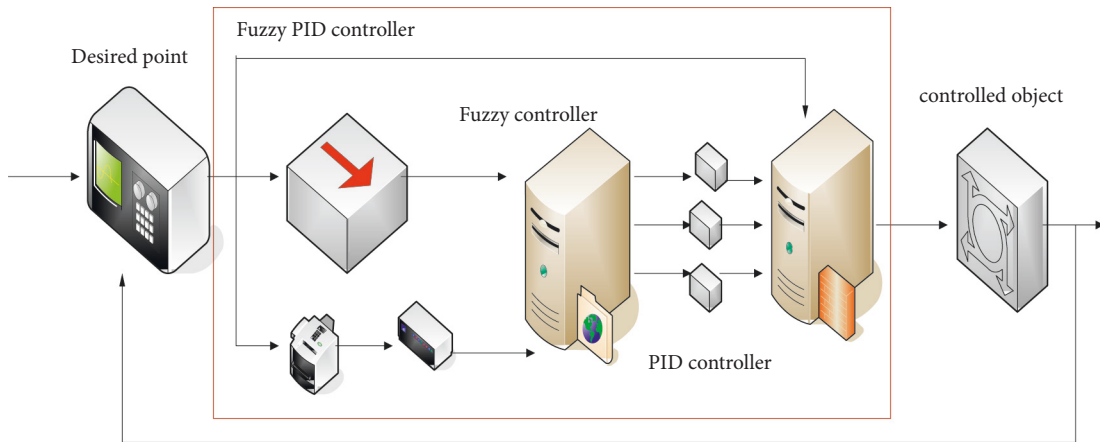 Fuzzy PID controller
Desired point
controlled object
Fuzzy controller
PID controller